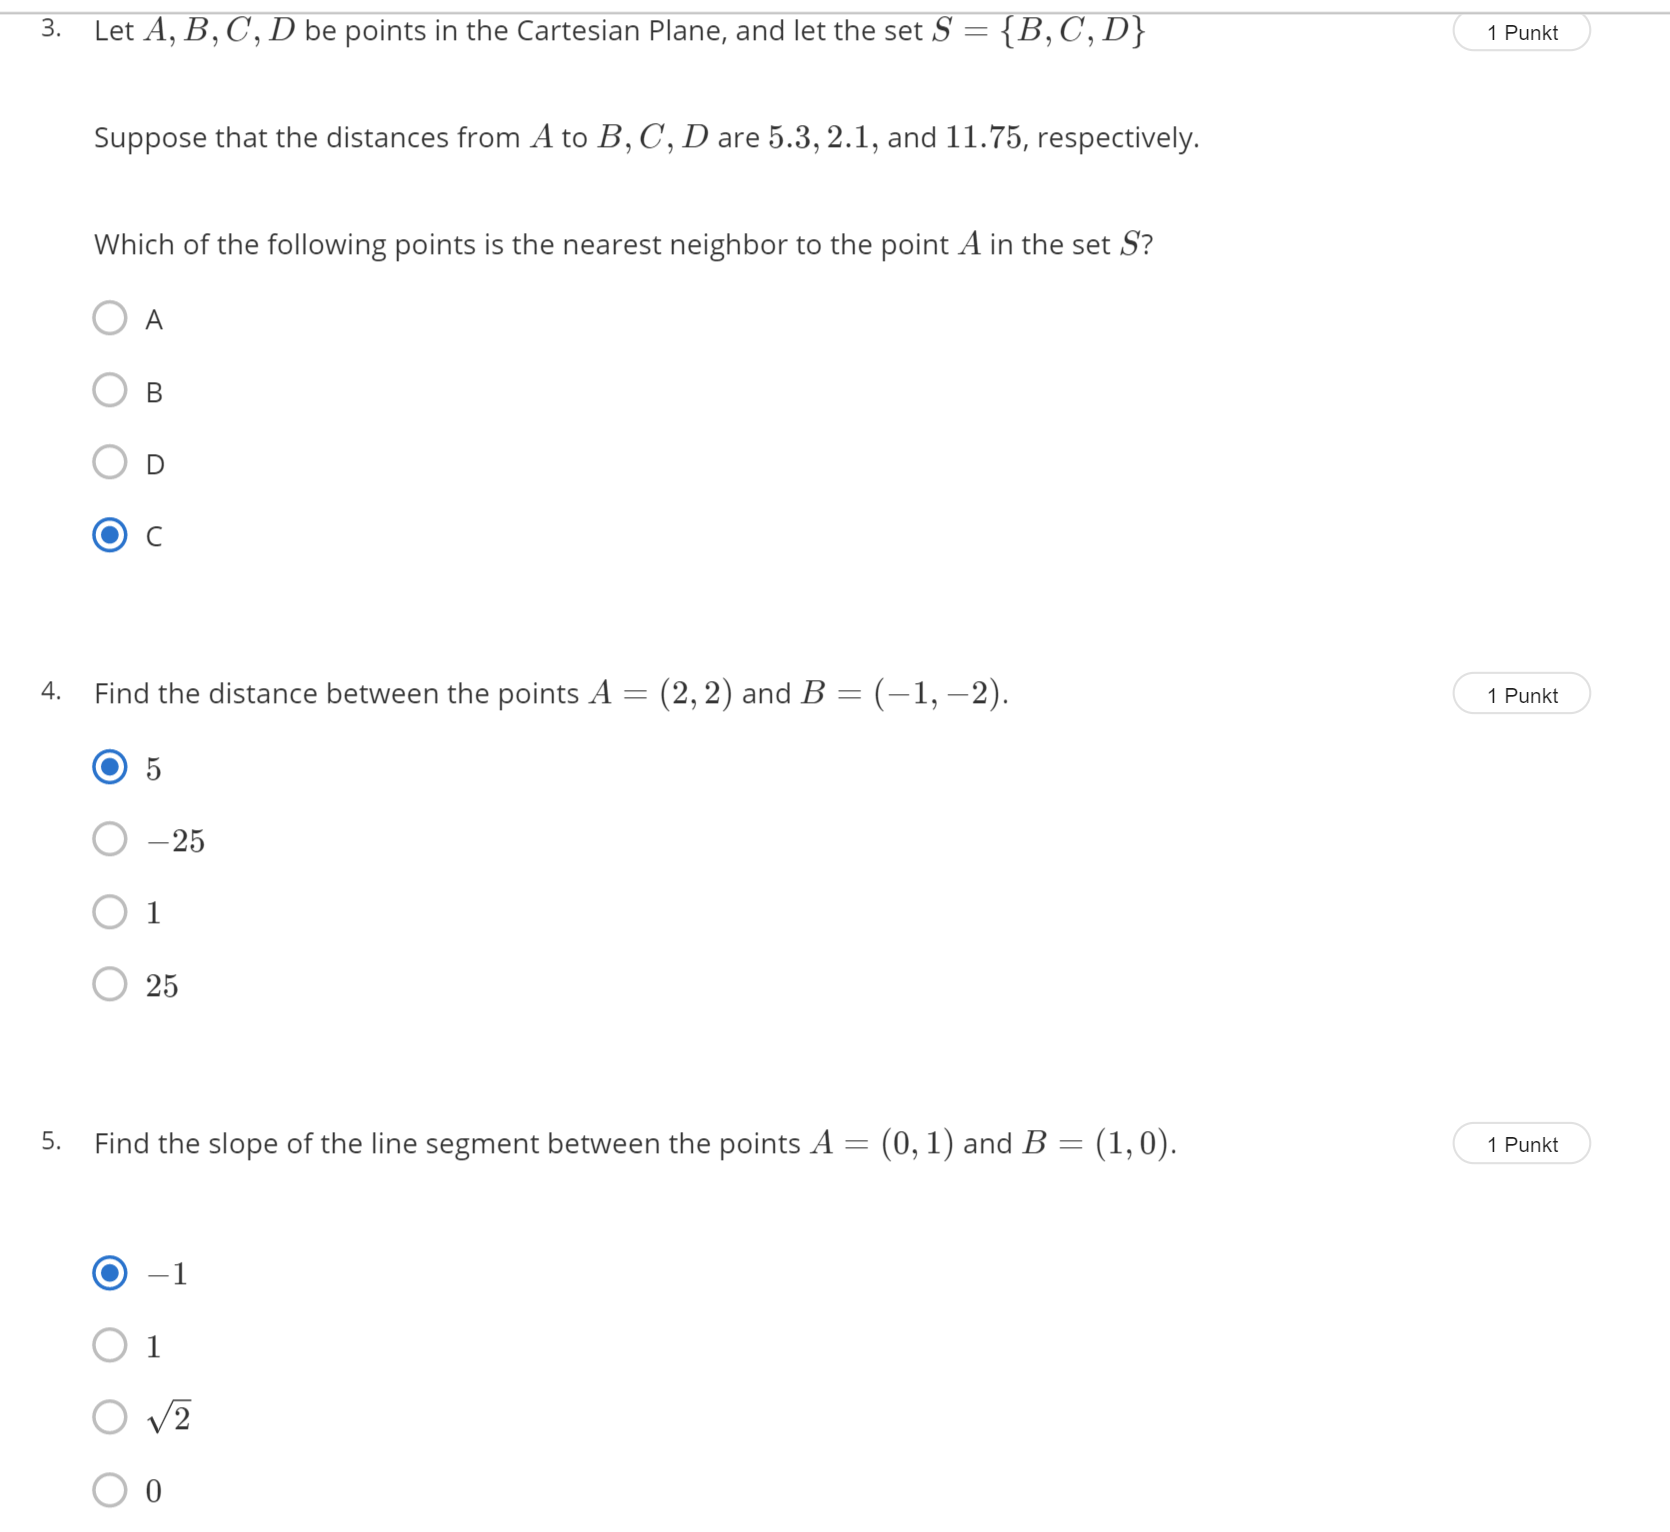 3. Let A, B, C, D be points in the Cartesian Plane, and let the set S = {B, C, D} 1 Punkt
Suppose that the distances from A to B, C, D are 5.3, 2.1, and 11.75, respectively.
Which of the following points is the nearest neighbor to the point A in the set S?
A
B
D
C
4. Find the distance between the points A = (2, 2) and B = (−1, −2). 1 Punkt
5
−25
1
25
5. Find the slope of the line segment between the points A = (0, 1) and B = (1, 0). 1 Punkt
−1
1
√2
0